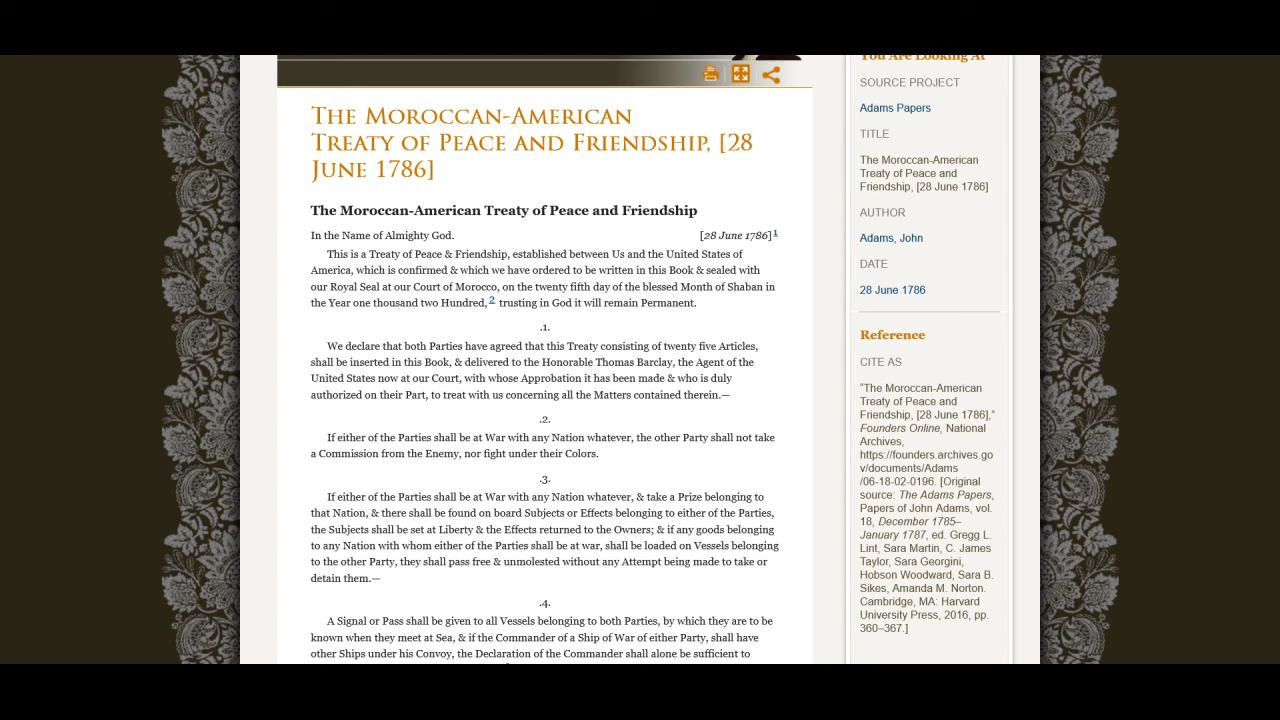 The Moroccan-American
Treaty of Peace and Friendship, [28
June 1786]
The Moroccan-American Treaty of Peace and Friendship
In the Name of Almighty God. [28 June 1786]1
This is a Treaty of Peace & Friendship, established between Us and the United States of
America, which is confirmed & which we have ordered to be written in this Book & sealed with
our Royal Seal at our Court of Morocco, on the twenty fifth day of the blessed Month of Shaban in
the Year one thousand two Hundred,2 trusting in God it will remain Permanent.
.1.
We declare that both Parties have agreed that this Treaty consisting of twenty five Articles,
shall be inserted in this Book, & delivered to the Honorable Thomas Barclay, the Agent of the
United States now at our Court, with whose Approbation it has been made & who is duly
authorized on their Part, to treat with us concerning all the Matters contained therein.—
.2.
If either of the Parties shall be at War with any Nation whatever, the other Party shall not take
a Commission from the Enemy, nor fight under their Colors.
.3.
If either of the Parties shall be at War with any Nation whatever, & take a Prize belonging to
that Nation, & there shall be found on board Subjects or Effects belonging to either of the Parties,
the Subjects shall be set at Liberty & the Effects returned to the Owners; & if any goods belonging
to any Nation with whom either of the Parties shall be at war, shall be loaded on Vessels belonging
to the other Party, they shall pass free & unmolested without any Attempt being made to take or
detain them.—
.4.
A Signal or Pass shall be given to all Vessels belonging to both Parties, by which they are to be
known when they meet at Sea, & if the Commander of a Ship of War of either Party, shall have
other Ships under his Convoy, the Declaration of the Commander shall alone be sufficient to
You Are Looking At
SOURCE PROJECT
Adams Papers
TITLE
The Moroccan-American
Treaty of Peace and
Friendship, [28 June 1786]
AUTHOR
Adams, John
DATE
28 June 1786
Reference
CITE AS
“The Moroccan-American
Treaty of Peace and
Friendship, [28 June 1786],”
Founders Online, National
Archives,
https://founders.archives.go
v/documents/Adams
/06-18-02-0196. [Original
source: The Adams Papers,
Papers of John Adams, vol.
18, December 1785–
January 1787, ed. Gregg L.
Lint, Sara Martin, C. James
Taylor, Sara Georgini,
Hobson Woodward, Sara B.
Sikes, Amanda M. Norton.
Cambridge, MA: Harvard
University Press, 2016, pp.
360–367.]